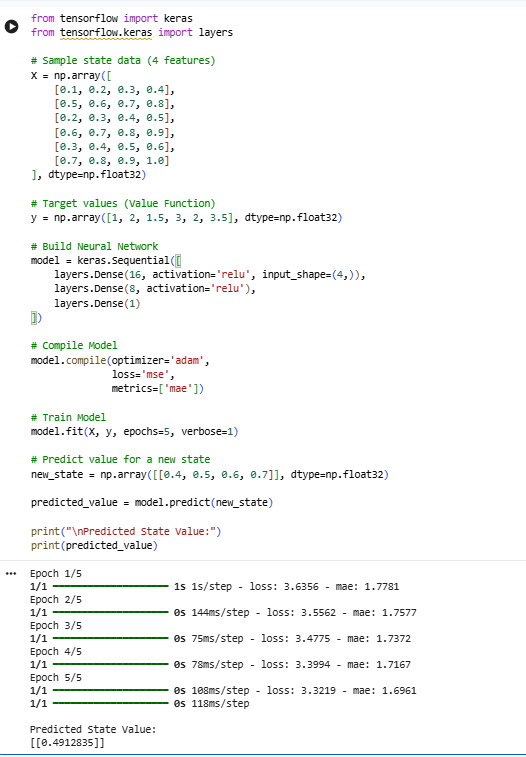 from tensorflow import keras
from tensorflow.keras import layers
# Sample state data (4 features)
X = np.array([
    [0.1, 0.2, 0.3, 0.4],
    [0.5, 0.6, 0.7, 0.8],
    [0.2, 0.3, 0.4, 0.5],
    [0.6, 0.7, 0.8, 0.9],
    [0.3, 0.4, 0.5, 0.6],
    [0.7, 0.8, 0.9, 1.0]
], dtype=np.float32)
# Target values (Value Function)
y = np.array([1, 2, 1.5, 3, 2, 3.5], dtype=np.float32)
# Build Neural Network
model = keras.Sequential([
    layers.Dense(16, activation='relu', input_shape=(4,)),
    layers.Dense(8, activation='relu'),
    layers.Dense(1)
])
# Compile Model
model.compile(optimizer='adam',
              loss='mse',
              metrics=['mae'])
# Train Model
model.fit(X, y, epochs=5, verbose=1)
# Predict value for a new state
new_state = np.array([[0.4, 0.5, 0.6, 0.7]], dtype=np.float32)
predicted_value = model.predict(new_state)
print("\nPredicted State Value:")
print(predicted_value)
Epoch 1/5
1/1 ━━━━━━━━━━━━━━━━━━━━ 1s 1s/step - loss: 3.6356 - mae: 1.7781
Epoch 2/5
1/1 ━━━━━━━━━━━━━━━━━━━━ 0s 144ms/step - loss: 3.5562 - mae: 1.7577
Epoch 3/5
1/1 ━━━━━━━━━━━━━━━━━━━━ 0s 75ms/step - loss: 3.4775 - mae: 1.7372
Epoch 4/5
1/1 ━━━━━━━━━━━━━━━━━━━━ 0s 78ms/step - loss: 3.3994 - mae: 1.7167
Epoch 5/5
1/1 ━━━━━━━━━━━━━━━━━━━━ 0s 108ms/step - loss: 3.3219 - mae: 1.6961
1/1 ━━━━━━━━━━━━━━━━━━━━ 0s 118ms/step
Predicted State Value:
[[0.4912835]]